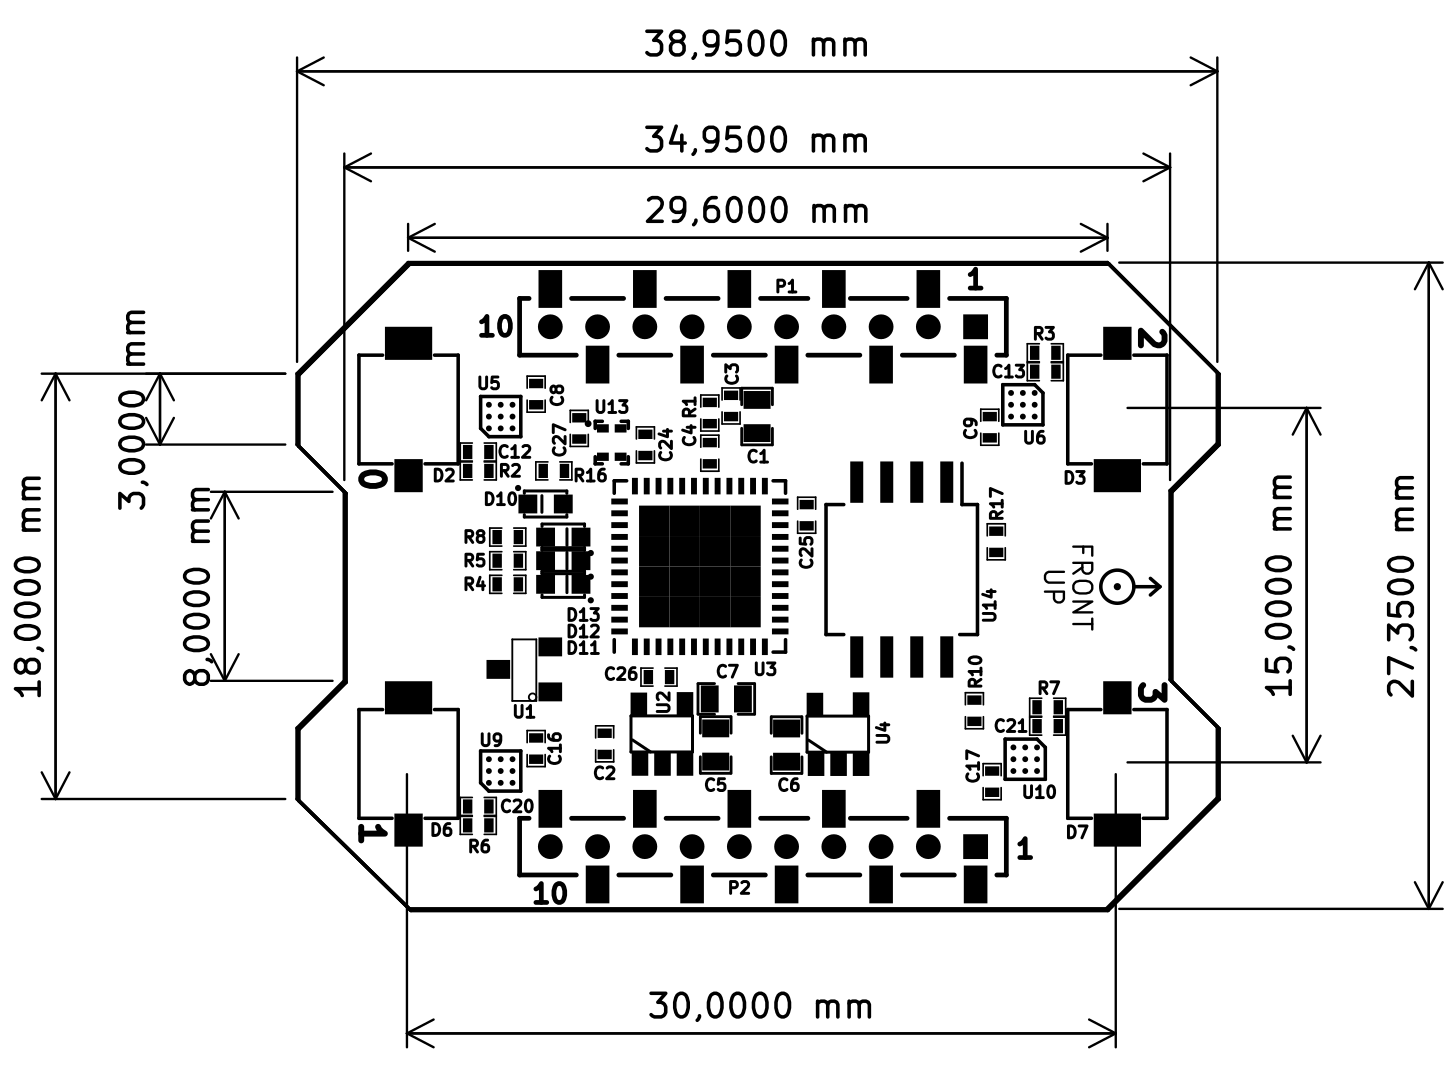 38,9500 mm
34,9500 mm
29,6000 mm
3,0000 mm
18,0000 mm
8,0000 mm
15,0000 mm
27,3500 mm
P1
1
10
R3
2
C13
U5
C8
U13
C3
R1
C27
C24
C4
C1
C9
U6
0
D2
C12
R2
R16
D3
D10
R17
R8
R5
R4
C25
FRONT
UP
U14
D13
D12
D11
C26
C7
U3
R10
U1
U2
U4
R7
3
C21
U9
C16
C2
C5
C6
C17
U10
1
D6
C20
R6
D7
1
10
P2
30,0000 mm